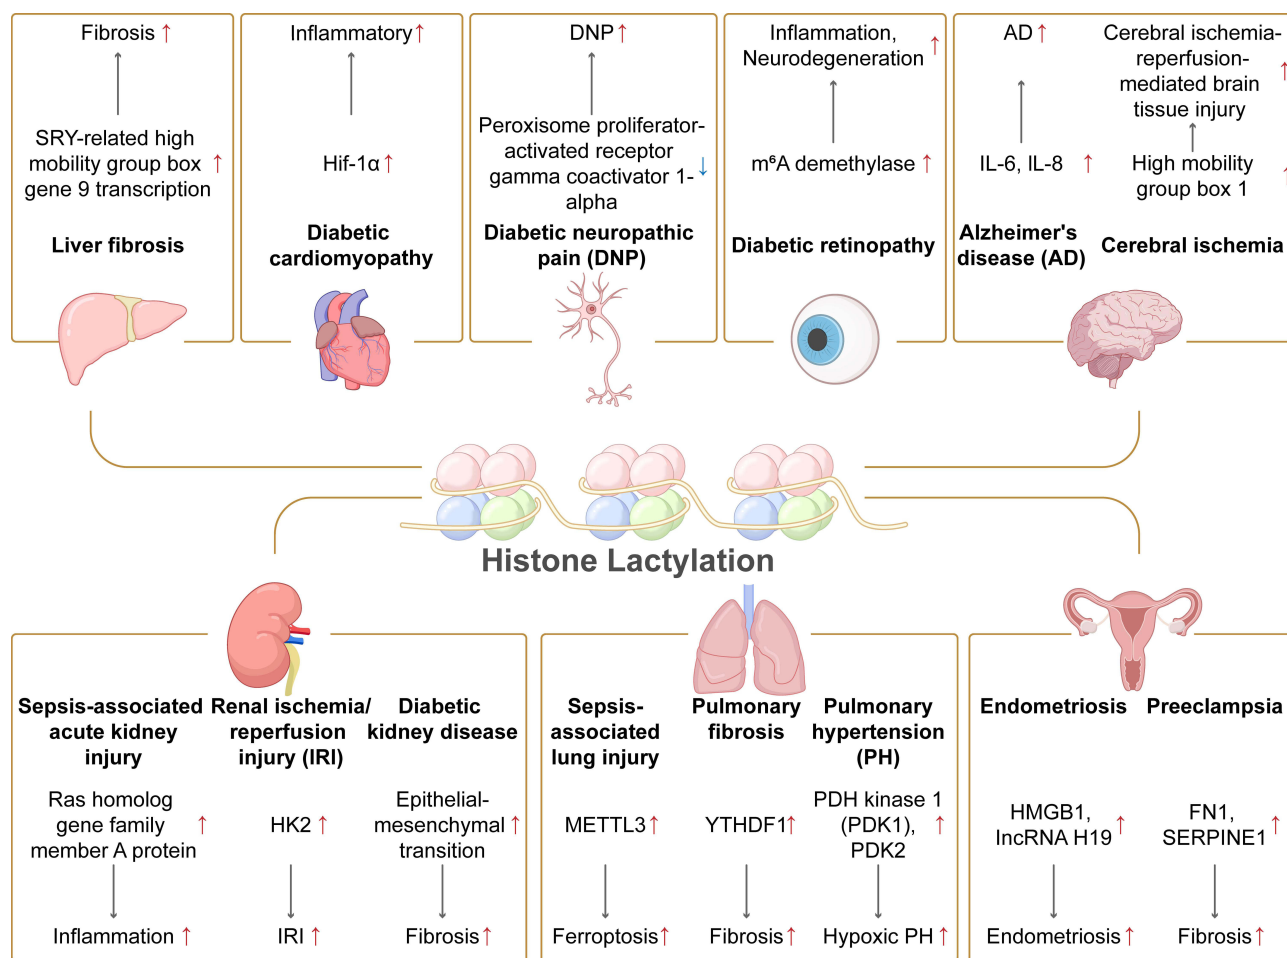 Fibrosis ↑
SRY-related high
mobility group box ↑
gene 9 transcription
Liver fibrosis
Inflammatory ↑
Hif-1α ↑
Diabetic
cardiomyopathy
DNP ↑
Peroxisome proliferator-
activated receptor
gamma coactivator 1- ↓
alpha
Diabetic neuropathic
pain (DNP)
Inflammation,
Neurodegeneration ↑
m⁶A demethylase ↑
Diabetic retinopathy
AD ↑
IL-6, IL-8 ↑
Alzheimer's
disease (AD)
Cerebral ischemia-
reperfusion-
mediated brain ↑
tissue injury
High mobility
group box 1 ↑
Cerebral ischemia
Histone Lactylation
Sepsis-associated
acute kidney
injury
Ras homolog
gene family ↑
member A protein
Inflammation ↑
Renal ischemia/
reperfusion
injury (IRI)
HK2 ↑
IRI ↑
Diabetic
kidney disease
Epithelial-
mesenchymal ↑
transition
Fibrosis ↑
Sepsis-
associated
lung injury
METTL3 ↑
Ferroptosis ↑
Pulmonary
fibrosis
YTHDF1 ↑
Fibrosis ↑
Pulmonary
hypertension
(PH)
PDH kinase 1
(PDK1), ↑
PDK2
Hypoxic PH ↑
Endometriosis
HMGB1,
lncRNA H19 ↑
Endometriosis ↑
Preeclampsia
FN1,
SERPINE1 ↑
Fibrosis ↑